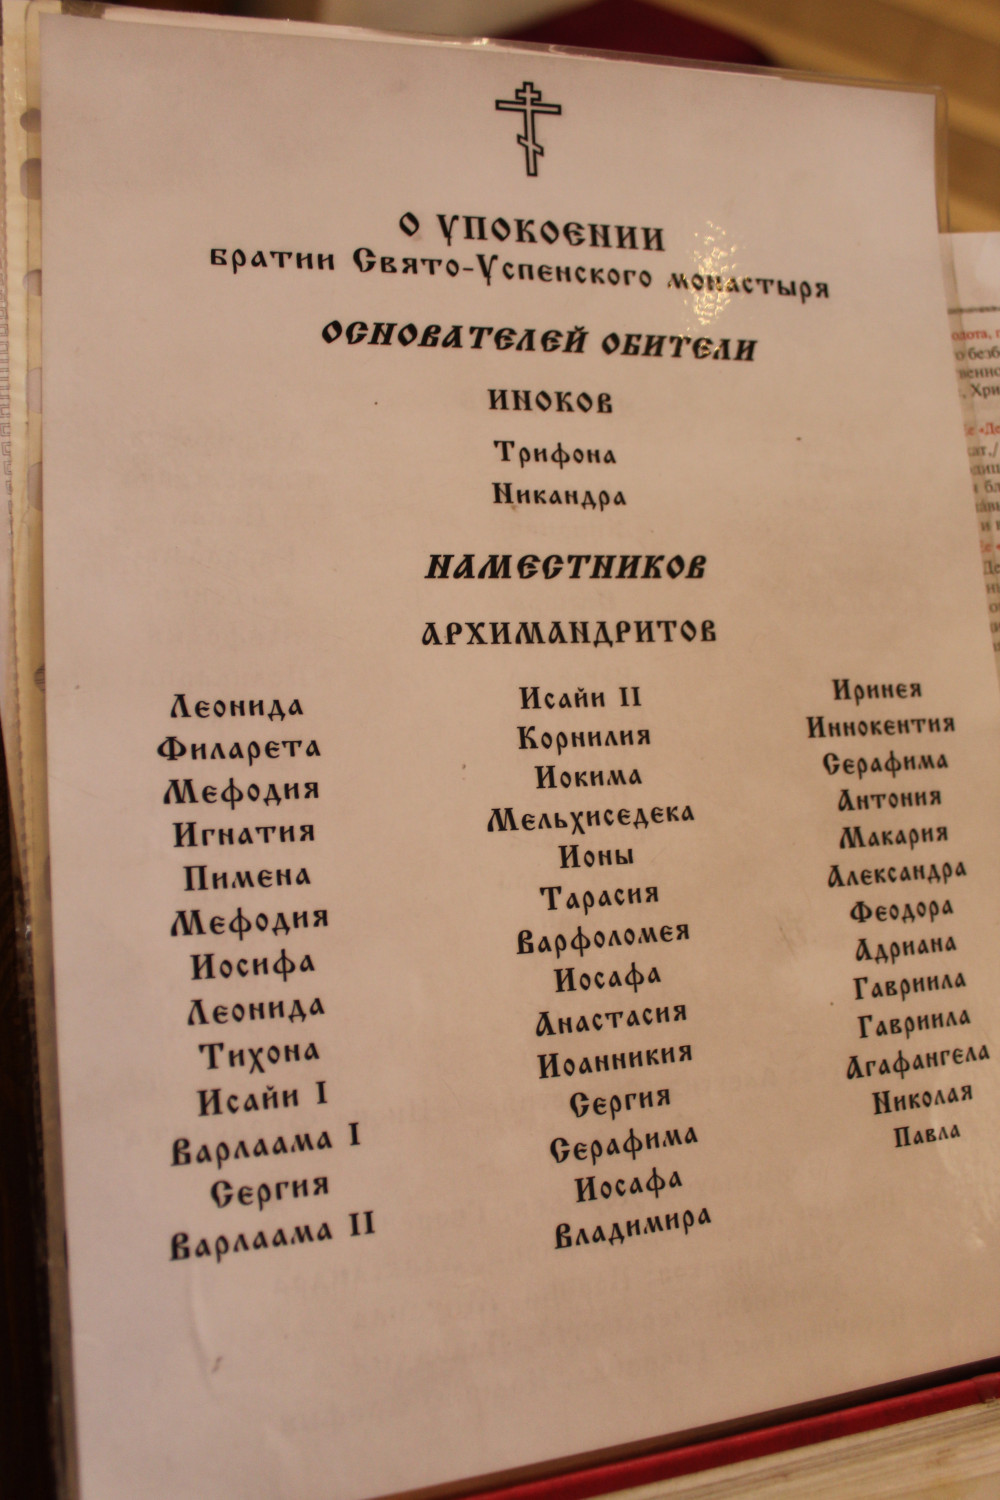 О УПОКОЕНИИ
братии Свято-Успенского монастыря
ОСНОВАТЕЛЕЙ ОБИТЕЛИ
ИНОКОВ
Трифона
Никандра
НАМЕСТНИКОВ
АРХИМАНДРИТОВ
Леонида
Филарета
Мефодия
Игнатия
Пимена
Мефодия
Иосифа
Леонида
Тихона
Исайи I
Варлаама I
Сергия
Варлаама II
Исайи II
Корнилия
Иокима
Мельхиседека
Ионы
Тарасия
Варфоломея
Иосафа
Анастасия
Иоанникия
Сергия
Серафима
Иосафа
Владимира
Иринея
Иннокентия
Серафима
Антония
Макария
Александра
Феодора
Адриана
Гавриила
Гавриила
Агафангела
Николая
Павла